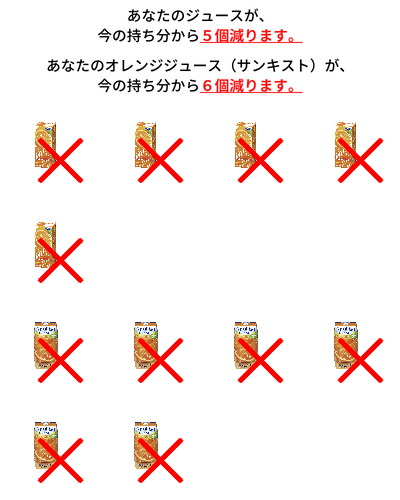 あなたのジュースが、
今の持ち分から５個減ります。
あなたのオレンジジュース（サンキスト）が、
今の持ち分から６個減ります。